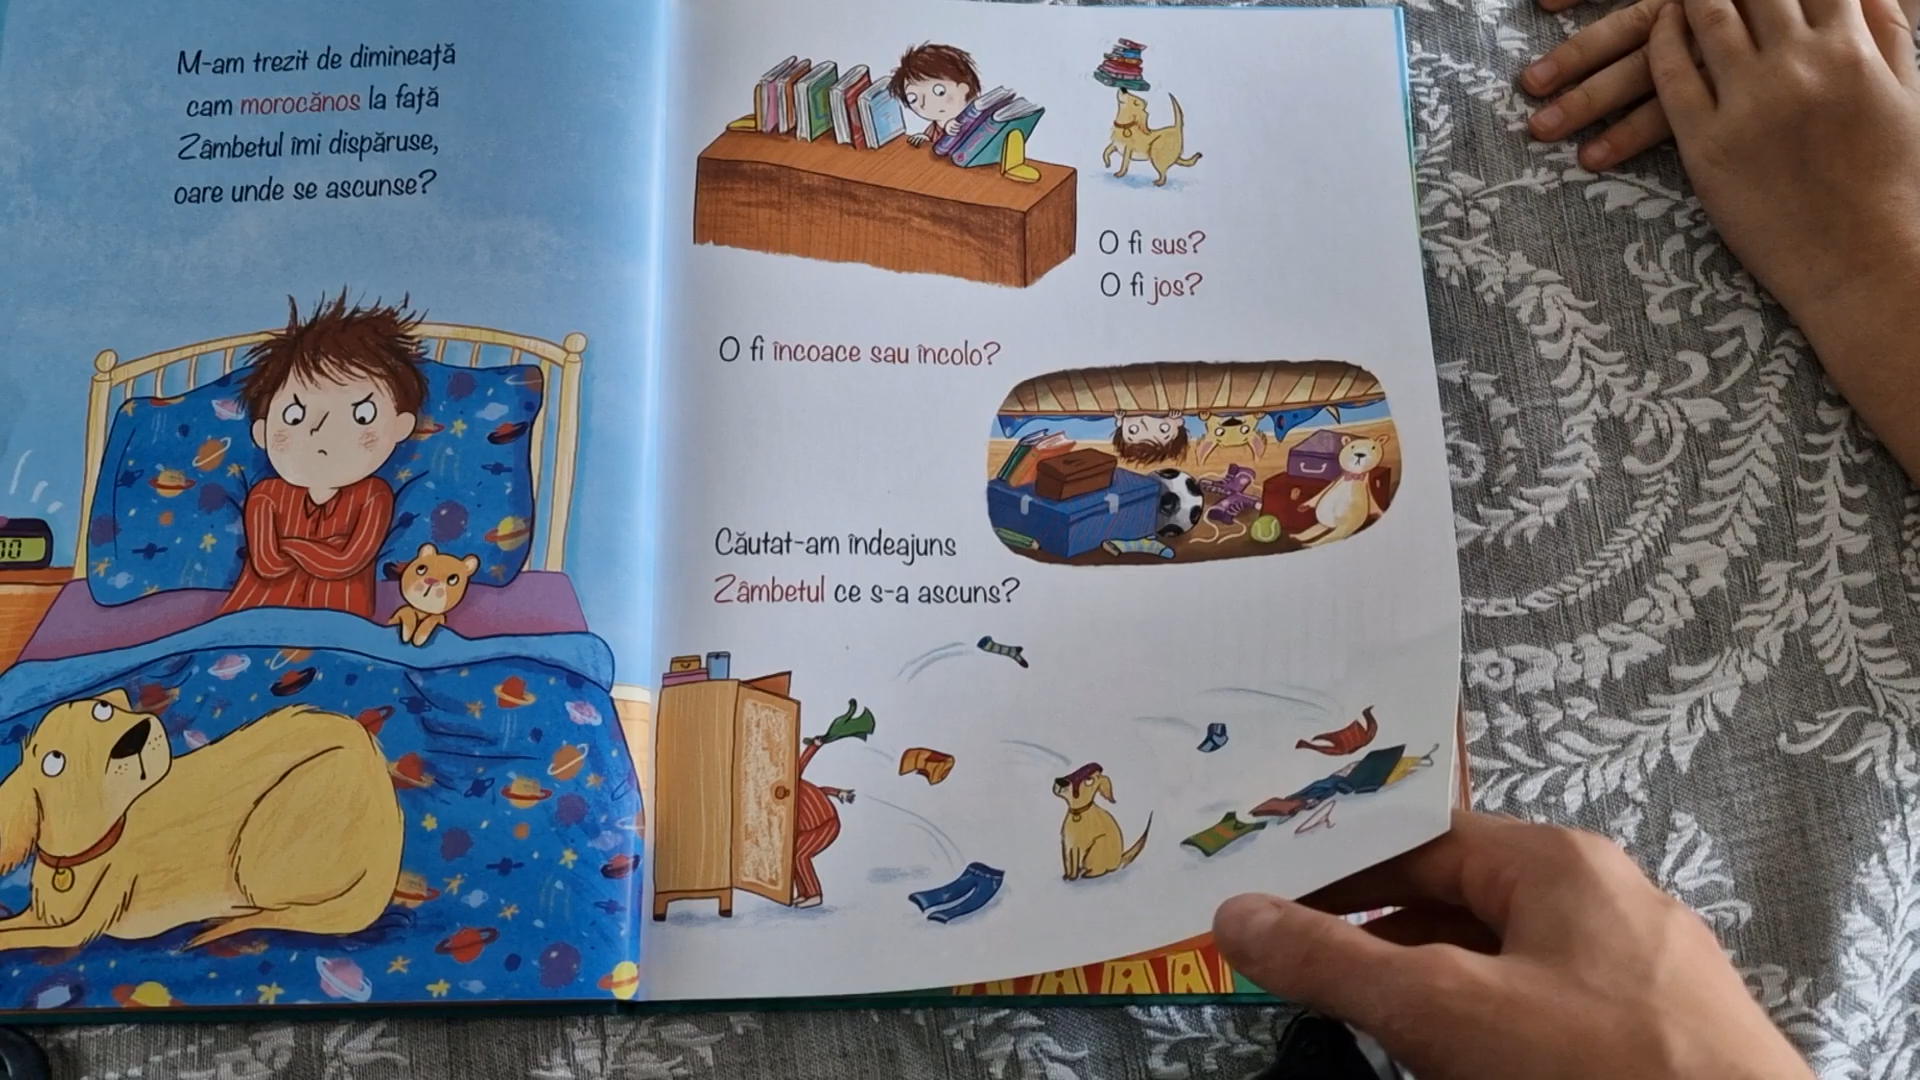 M-am trezit de dimineață
cam morocănos la față
Zâmbetul îmi dispăruse,
oare unde se ascunse?
00
O fi sus?
O fi jos?
O fi încoace sau încolo?
Căutat-am îndeajuns
Zâmbetul ce s-a ascuns?